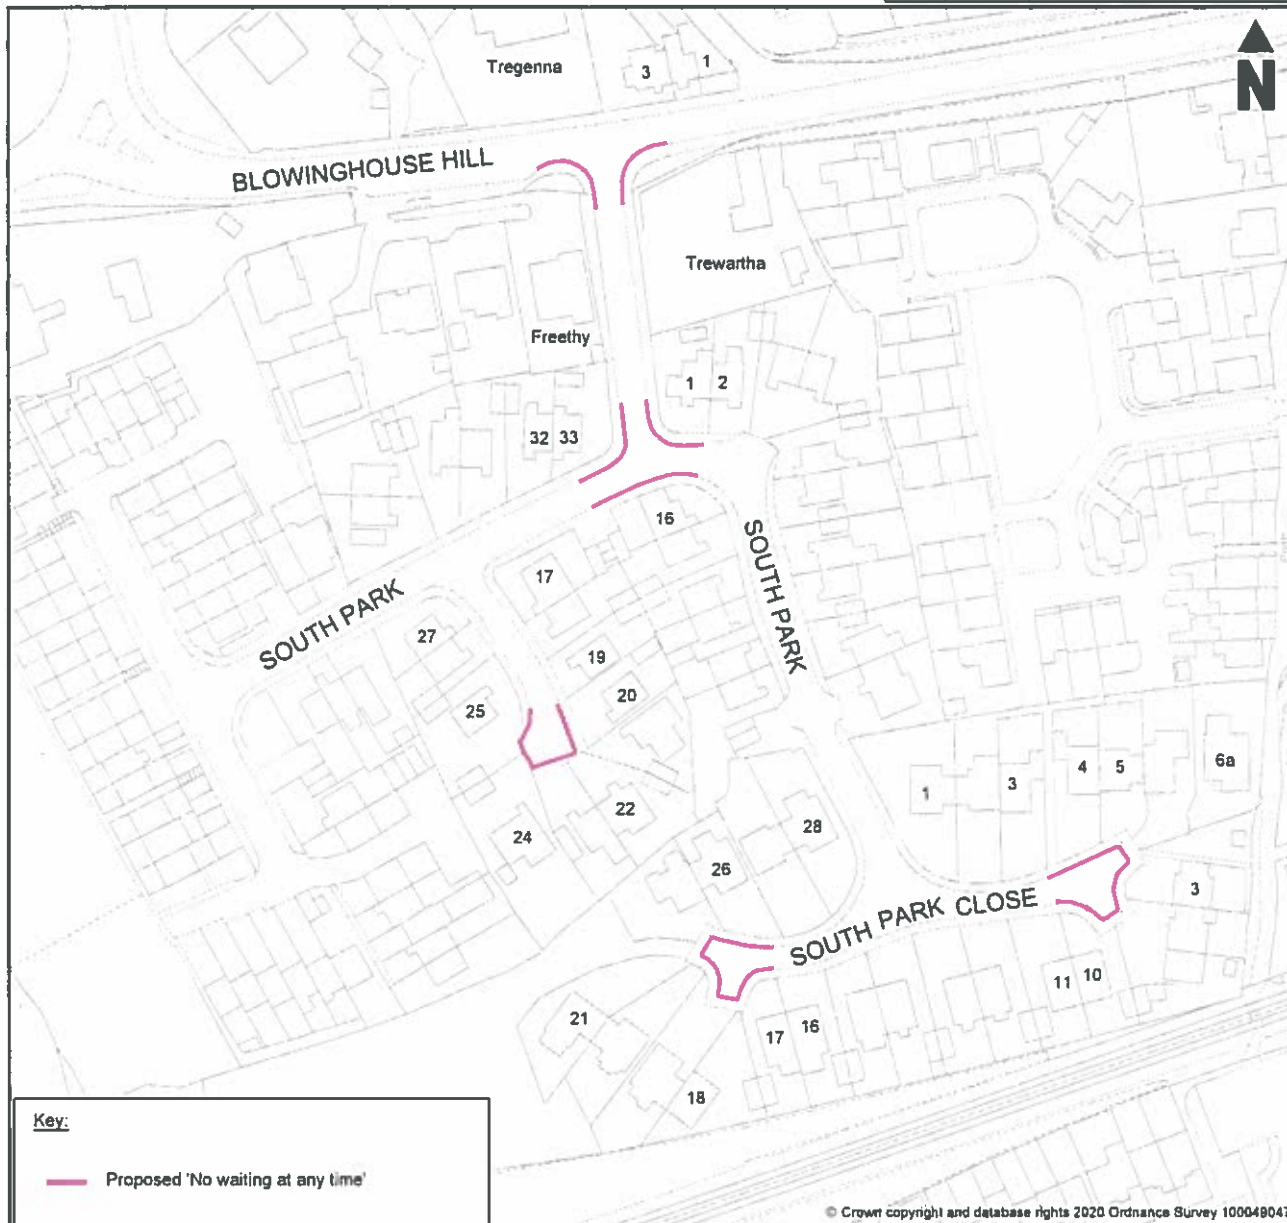 Tregenna
3
1
N
BLOWINGHOUSE HILL
Trewartha
Freethy
1
2
32
33
16
SOUTH PARK
17
SOUTH PARK
27
19
20
25
6a
4
5
3
1
22
28
24
26
3
SOUTH PARK CLOSE
11
10
21
17
16
18
Key:
Proposed 'No waiting at any time'
© Crown copyright and database rights 2020 Ordnance Survey 10004904